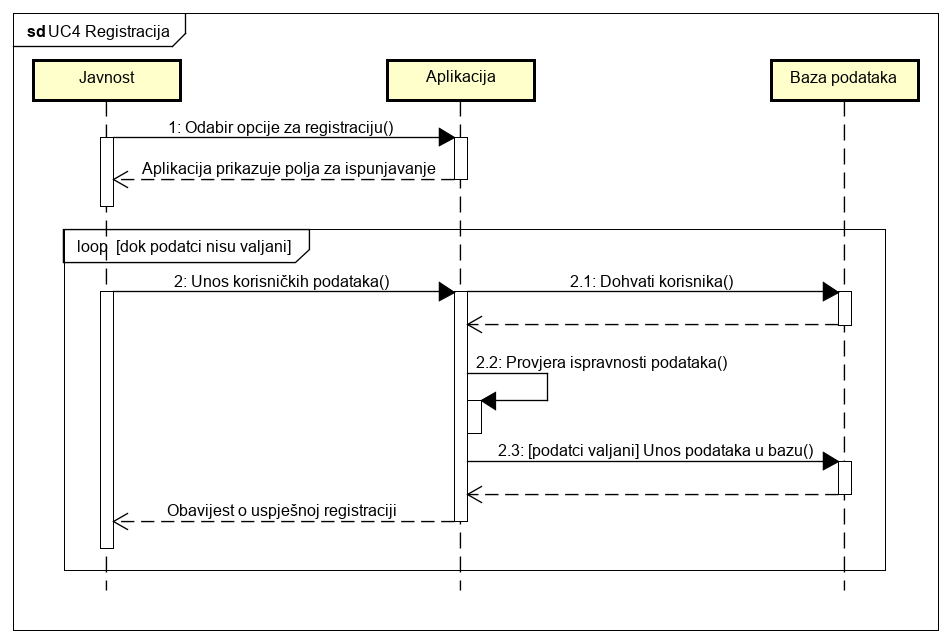 sd UC4 Registracija
Javnost
Aplikacija
Baza podataka
1: Odabir opcije za registraciju()
Aplikacija prikazuje polja za ispunjavanje
loop [dok podatci nisu valjani]
2: Unos korisničkih podataka()
2.1: Dohvati korisnika()
2.2: Provjera ispravnosti podataka()
2.3: [podatci valjani] Unos podataka u bazu()
Obavijest o uspješnoj registraciji